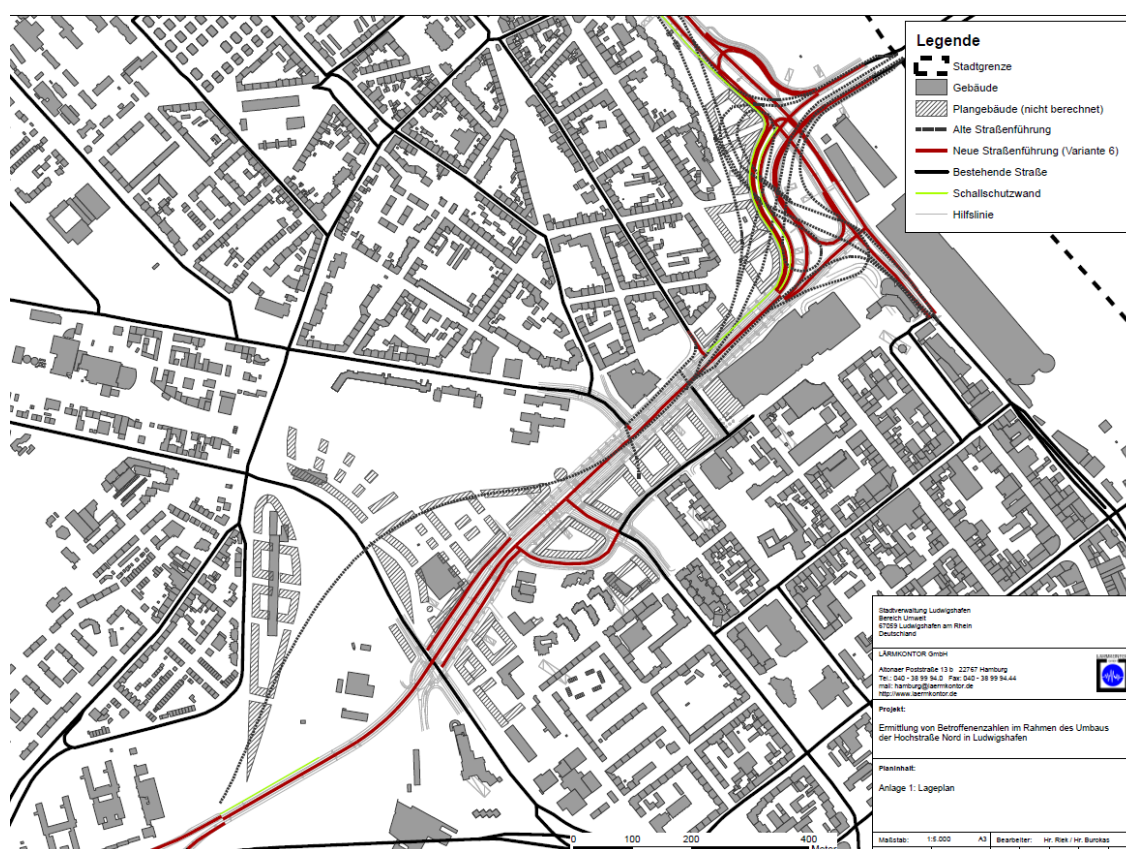 Legende
Stadtgrenze
Gebäude
Plangebäude (nicht berechnet)
Alte Straßenführung
Neue Straßenführung (Variante 6)
Bestehende Straße
Schallschutzwand
Hilfslinie
Stadtverwaltung Ludwigshafen
Bereich Umwelt
67059 Ludwigshafen am Rhein
Deutschland
LÄRMKONTOR GmbH
Altonaer Poststraße 13 b 22767 Hamburg
Tel.: 040 - 38 99 94.0 Fax: 040 - 38 99 94.44
mail: hamburg@laermkontor.de
http://www.laermkontor.de
LÄRMKONTOR
Projekt:
Ermittlung von Betroffenenzahlen im Rahmen des Umbaus
der Hochstraße Nord in Ludwigshafen
Planinhalt:
Anlage 1: Lageplan
0 100 200 400
Maßstab: 1:5.000 A3 Bearbeiter: Hr. Riek / Hr. Burokas